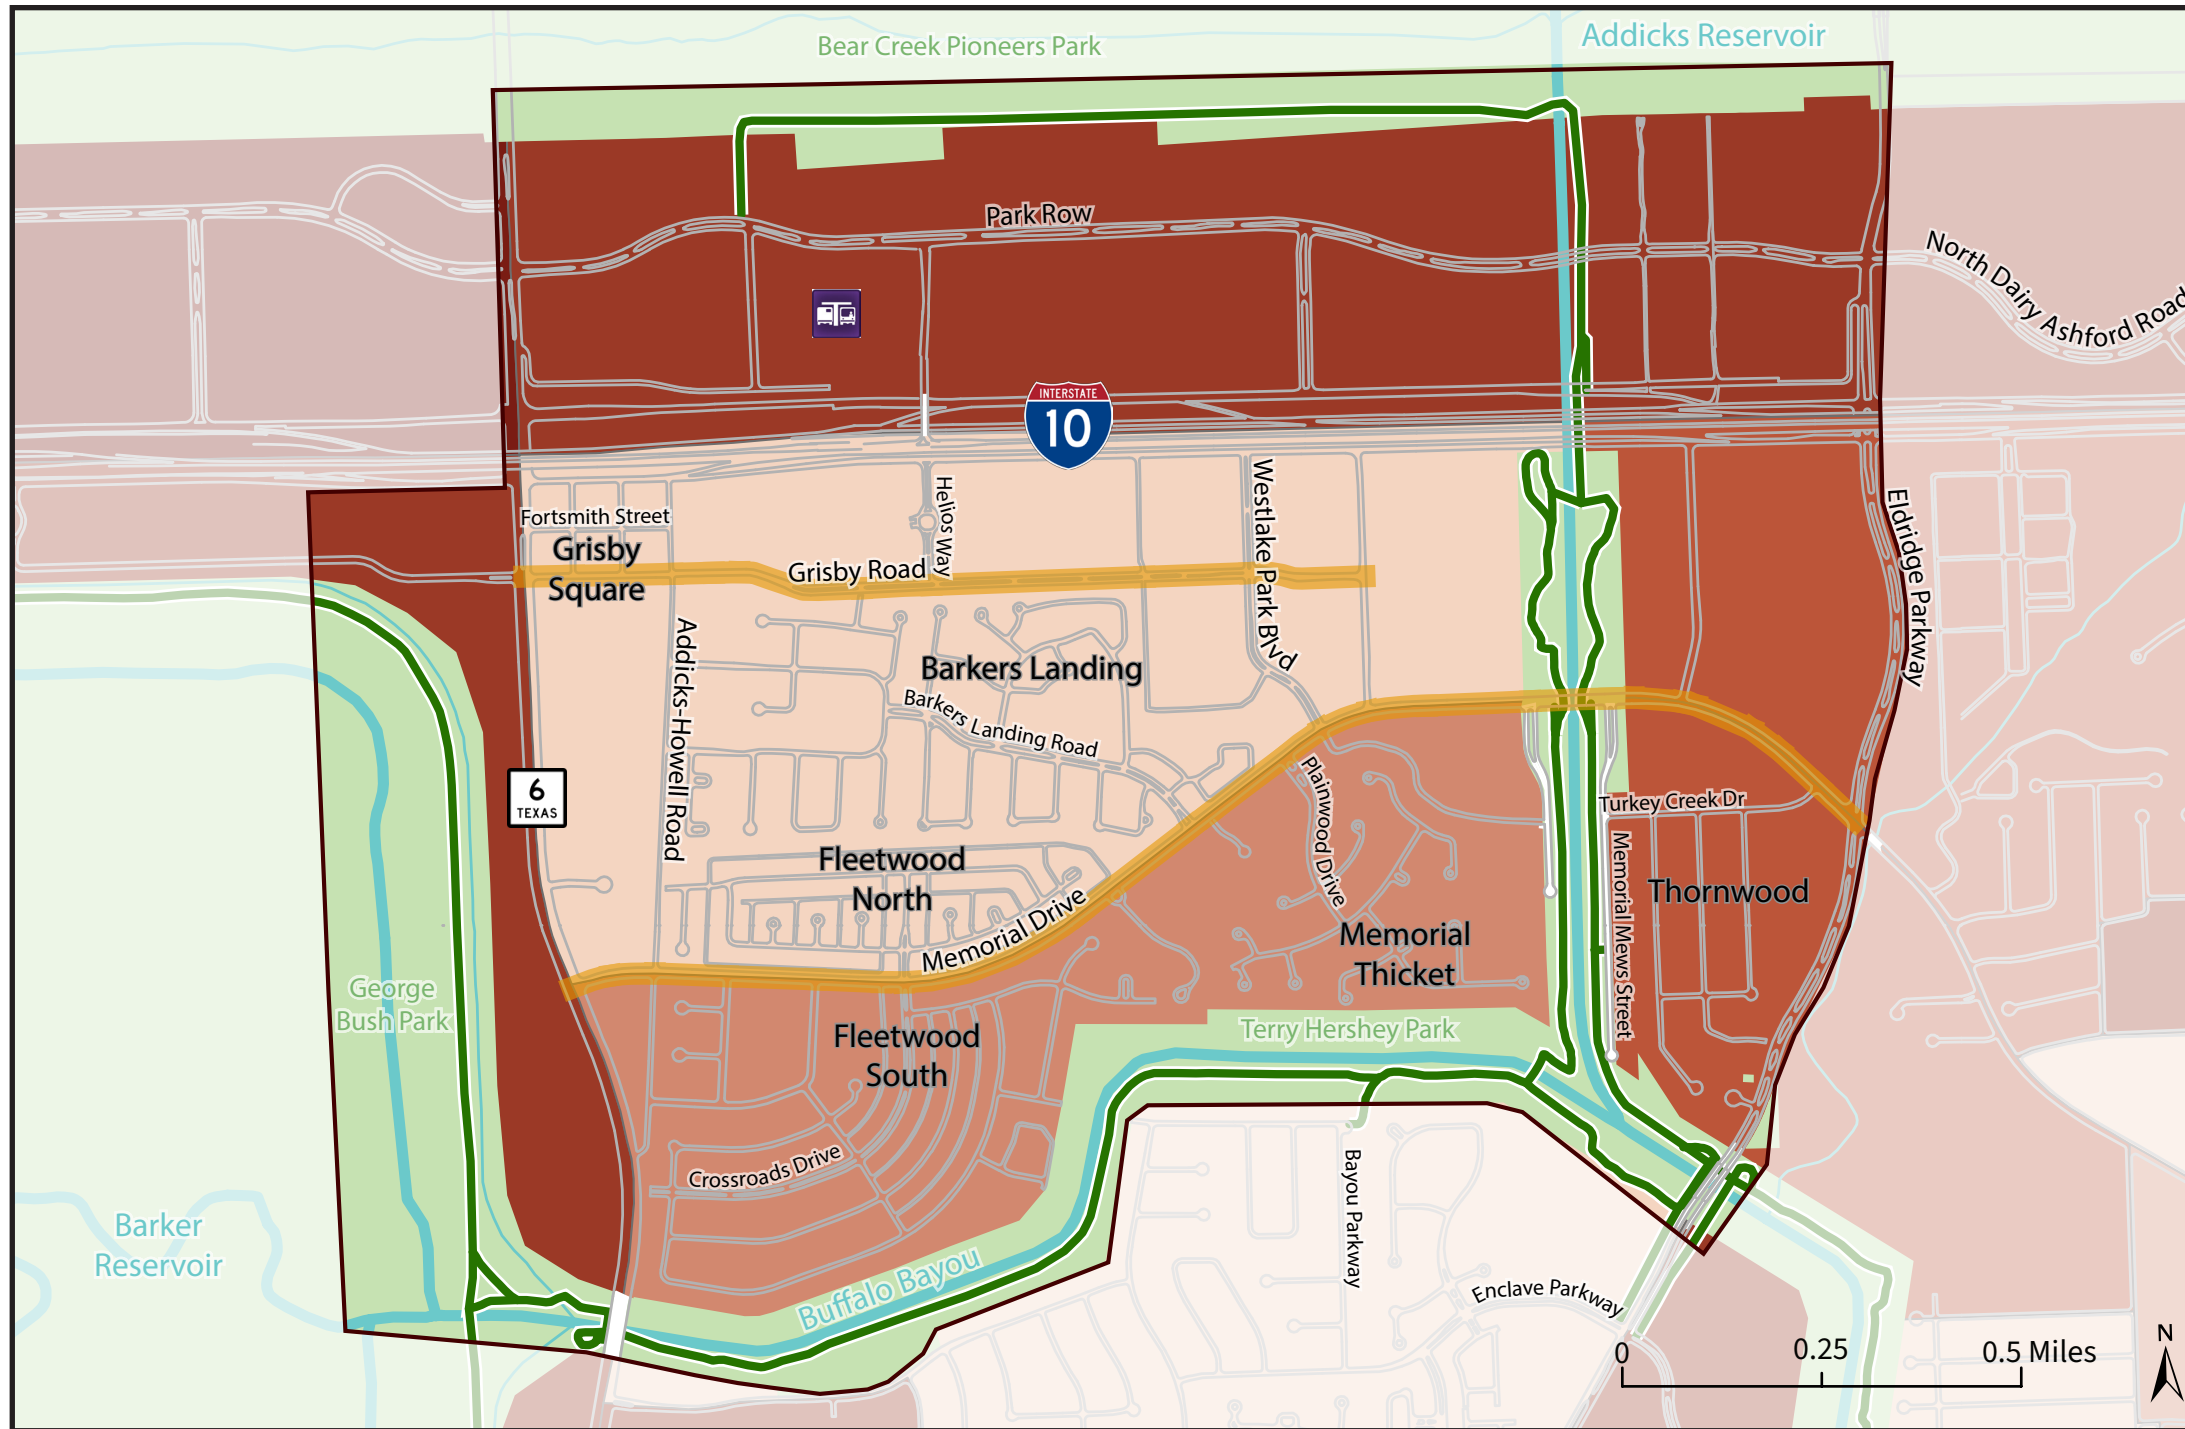 Bear Creek Pioneers Park
Addicks Reservoir
Park Row
North Dairy Ashford Road
INTERSTATE
10
Helios Way
Westlake Park Blvd
Eldridge Parkway
Fortsmith Street
Grisby
Square
Grisby Road
Addicks-Howell Road
Barkers Landing
Barkers Landing Road
6
TEXAS
Plainwood Drive
Turkey Creek Dr
Memorial Mews Street
Thornwood
Fleetwood
North
Memorial Drive
Memorial
Thicket
George
Bush Park
Fleetwood
South
Terry Hershey Park
Crossroads Drive
Bayou Parkway
Barker
Reservoir
Buffalo Bayou
Enclave Parkway
0
0.25
0.5 Miles
N